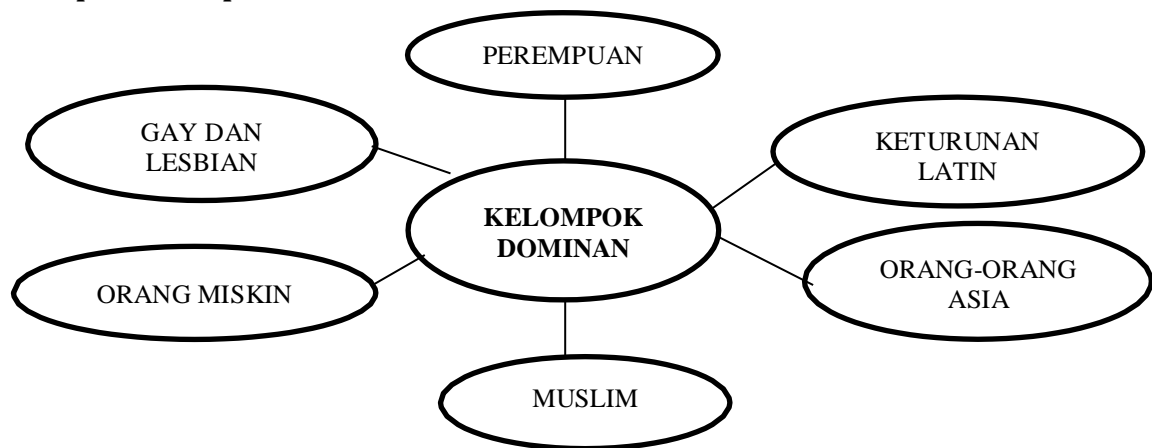 PEREMPUAN
GAY DAN
LESBIAN
KETURUNAN
LATIN
KELOMPOK
DOMINAN
ORANG MISKIN
ORANG-ORANG
ASIA
MUSLIM